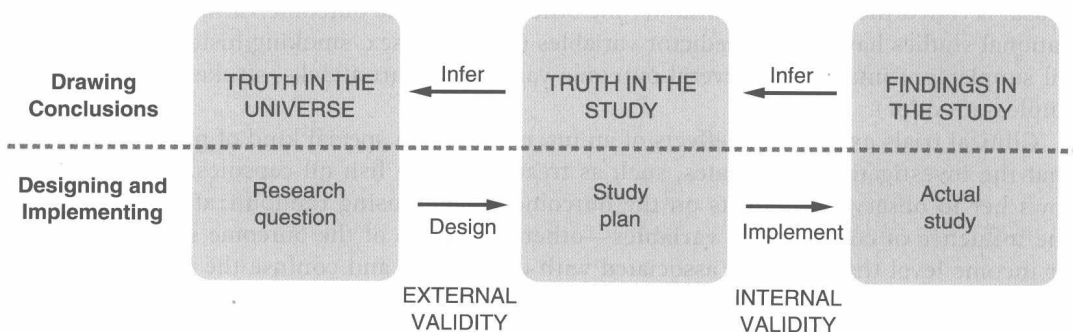 Drawing
Conclusions
TRUTH IN THE
UNIVERSE
Infer
TRUTH IN THE
STUDY
Infer
FINDINGS IN
THE STUDY
Designing and
Implementing
Research
question
Design
Study
plan
Implement
Actual
study
EXTERNAL
VALIDITY
INTERNAL
VALIDITY